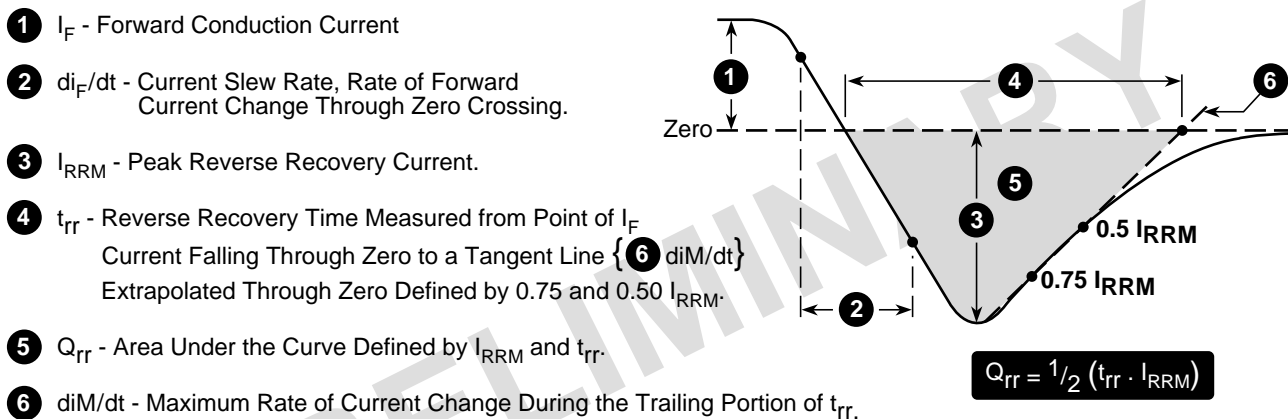 1 I_F - Forward Conduction Current
2 di_F/dt - Current Slew Rate, Rate of Forward
Current Change Through Zero Crossing.
3 I_RRM - Peak Reverse Recovery Current.
4 t_rr - Reverse Recovery Time Measured from Point of I_F
Current Falling Through Zero to a Tangent Line {6 diM/dt}
Extrapolated Through Zero Defined by 0.75 and 0.50 I_RRM.
5 Q_rr - Area Under the Curve Defined by I_RRM and t_rr.
6 diM/dt - Maximum Rate of Current Change During the Trailing Portion of t_rr.
1
4
6
Zero
5
3
0.5 I_RRM
0.75 I_RRM
2
Q_rr = 1/2 (t_rr . I_RRM)
PRELIMINARY